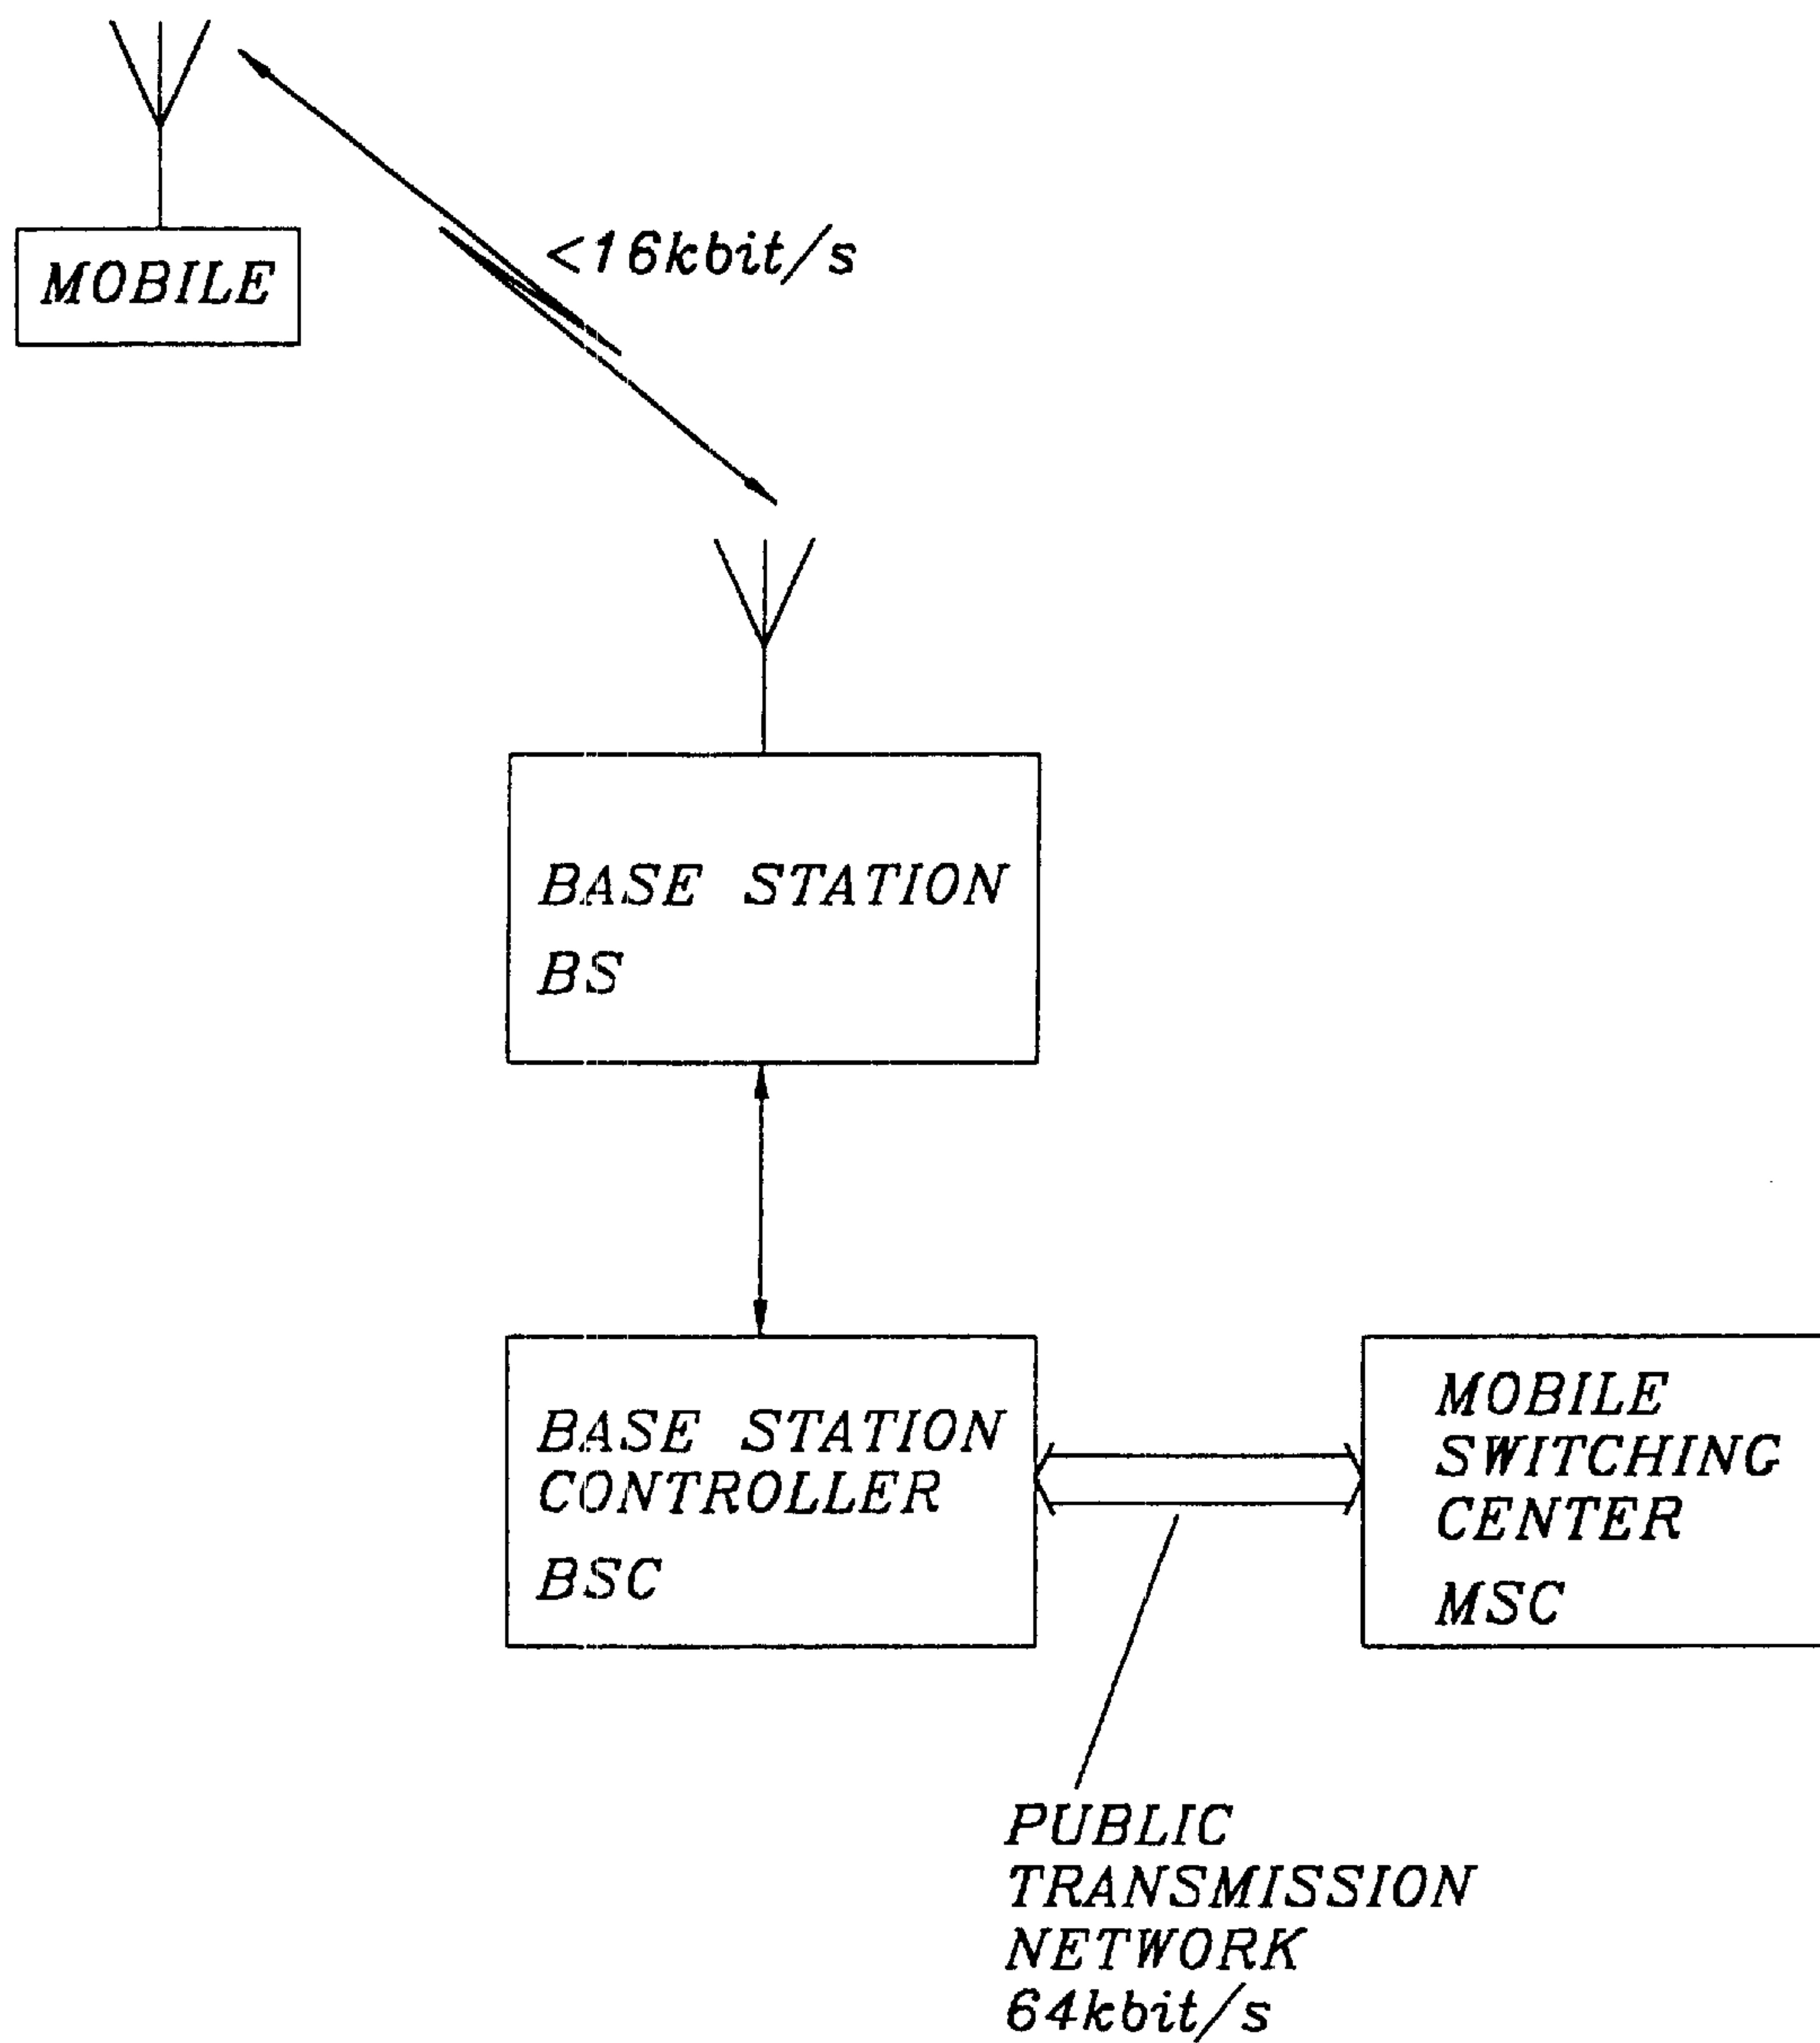 MOBILE
<16kbit/s
BASE STATION
BS
BASE STATION
CONTROLLER
BSC
MOBILE
SWITCHING
CENTER
MSC
PUBLIC
TRANSMISSION
NETWORK
64kbit/s